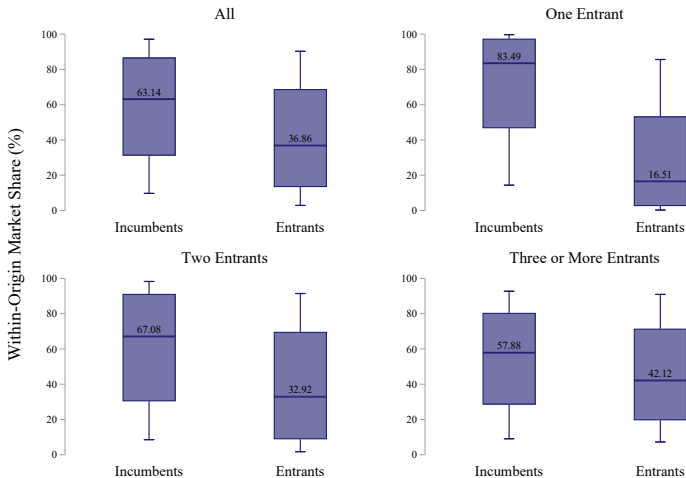 Within-Origin Market Share (%)
All
100
80
60
40
20
0
63.14
36.86
Incumbents
Entrants
One Entrant
100
80
60
40
20
0
83.49
16.51
Incumbents
Entrants
Two Entrants
100
80
60
40
20
0
67.08
32.92
Incumbents
Entrants
Three or More Entrants
100
80
60
40
20
0
57.88
42.12
Incumbents
Entrants